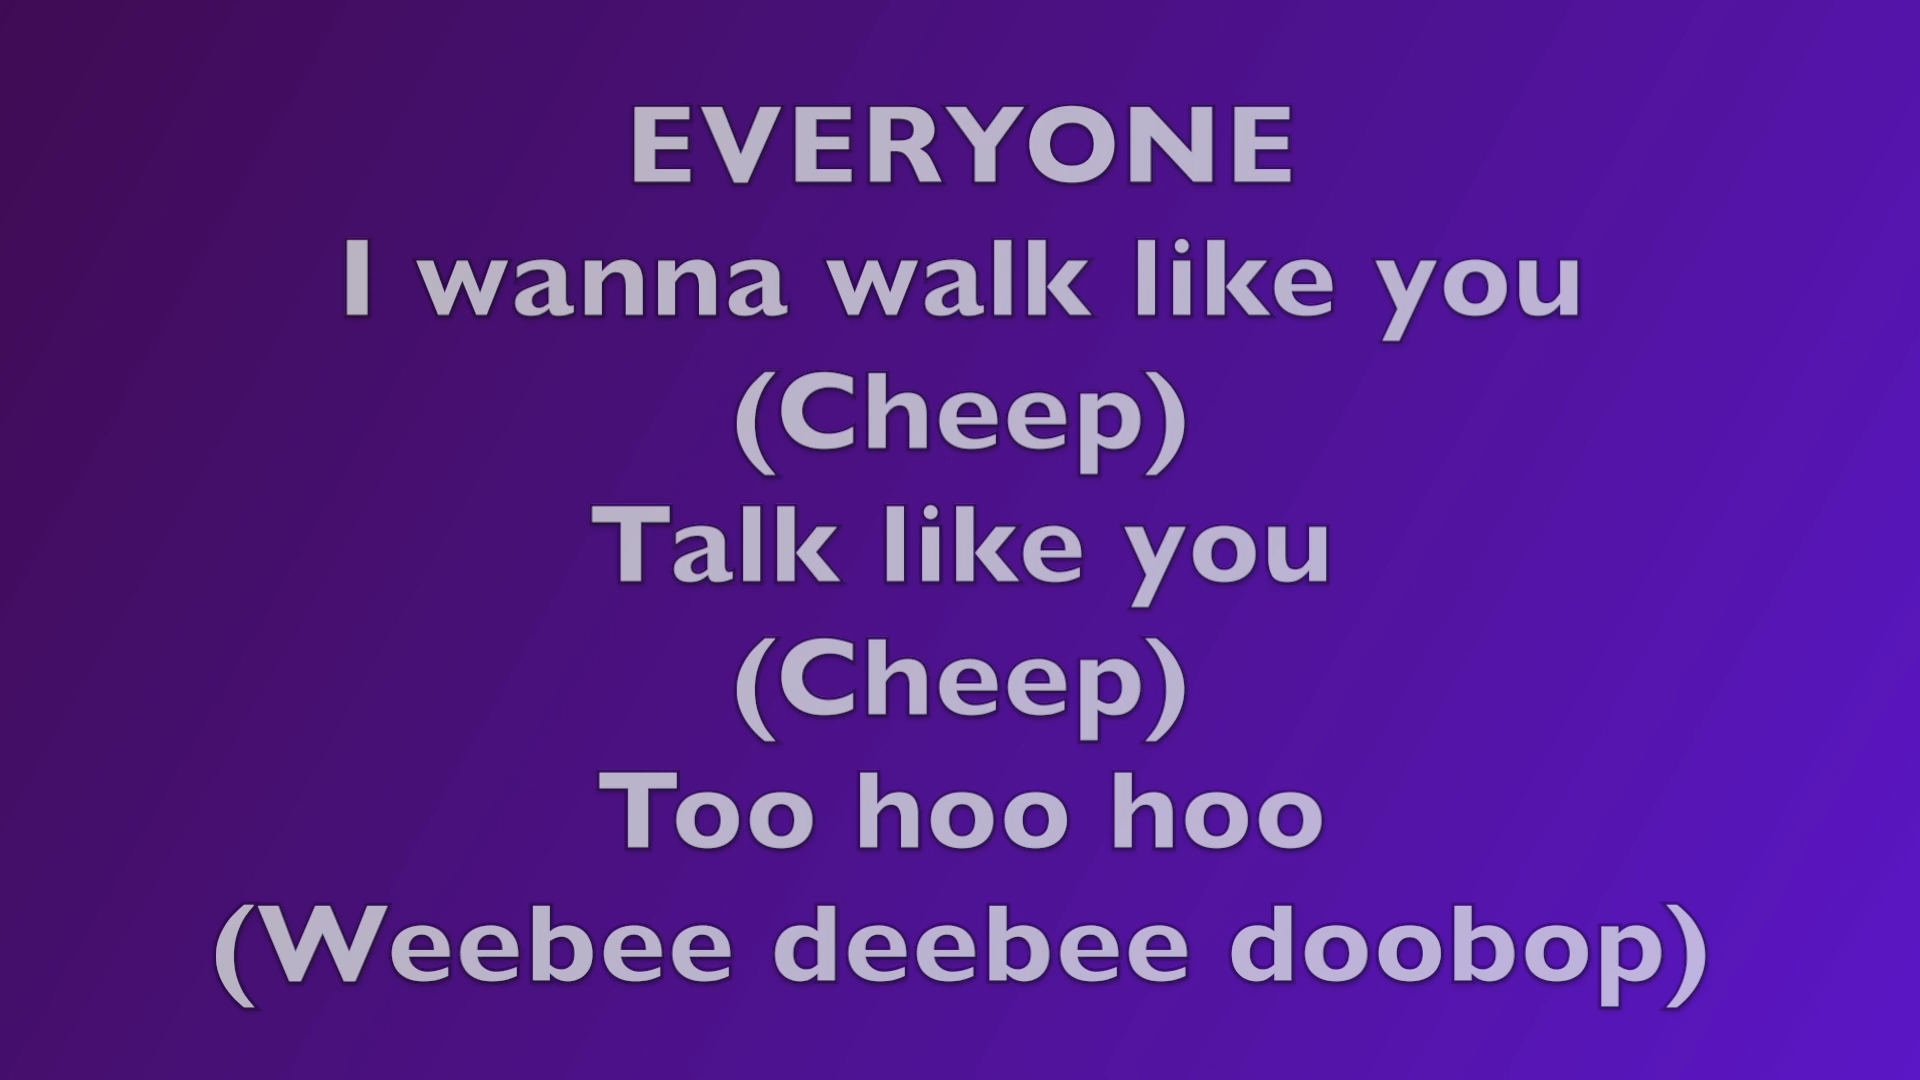 EVERYONE
I wanna walk like you
(Cheep)
Talk like you
(Cheep)
Too hoo hoo
(Weebee deebee doobop)